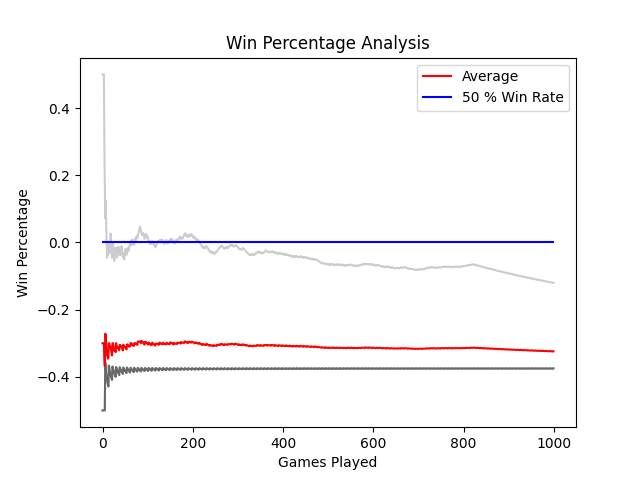 Win Percentage Analysis
Average
50 % Win Rate
Win Percentage
0.4
0.2
0.0
−0.2
−0.4
0
200
400
600
800
1000
Games Played